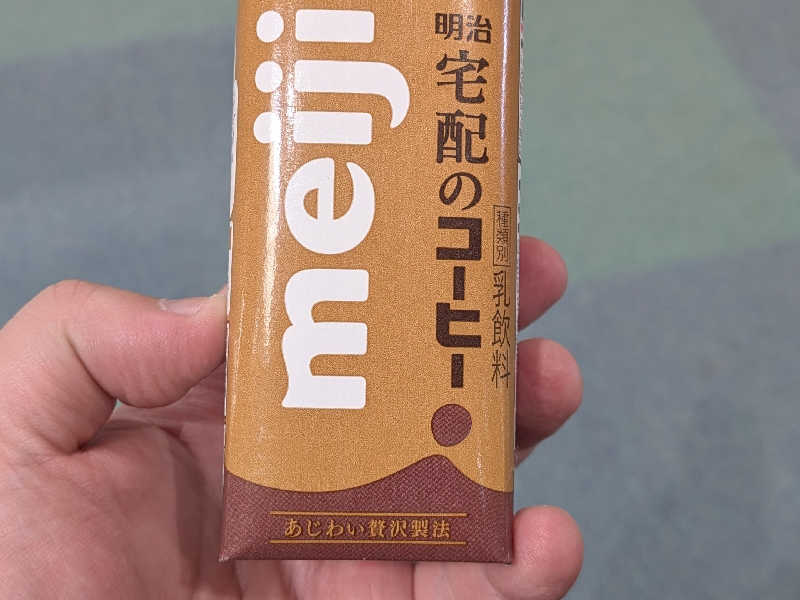 meiji
明治
宅配のコーヒー
種類別 乳飲料
あじわい贅沢製法